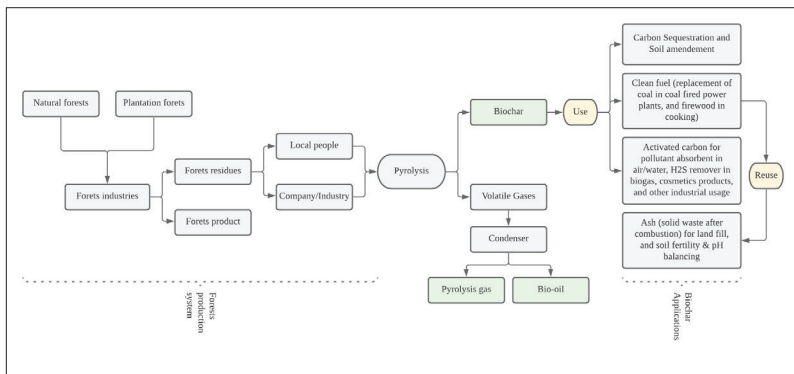 Natural forests
Plantation forets
Forets industries
Forets residues
Forets product
Local people
Company/Industry
Pyrolysis
Biochar
Use
Volatile Gases
Condenser
Pyrolysis gas
Bio-oil
Carbon Sequestration and
Soil amendement
Clean fuel (replacement of
coal in coal fired power
plants, and firewood in
cooking)
Activated carbon for
pollutant absorbent in
air/water, H2S remover in
biogas, cosmetics products,
and other industrial usage
Reuse
Ash (solid waste after
combustion) for land fill,
and soil fertility & pH
balancing
Forests
production
system
Biochar
Applications